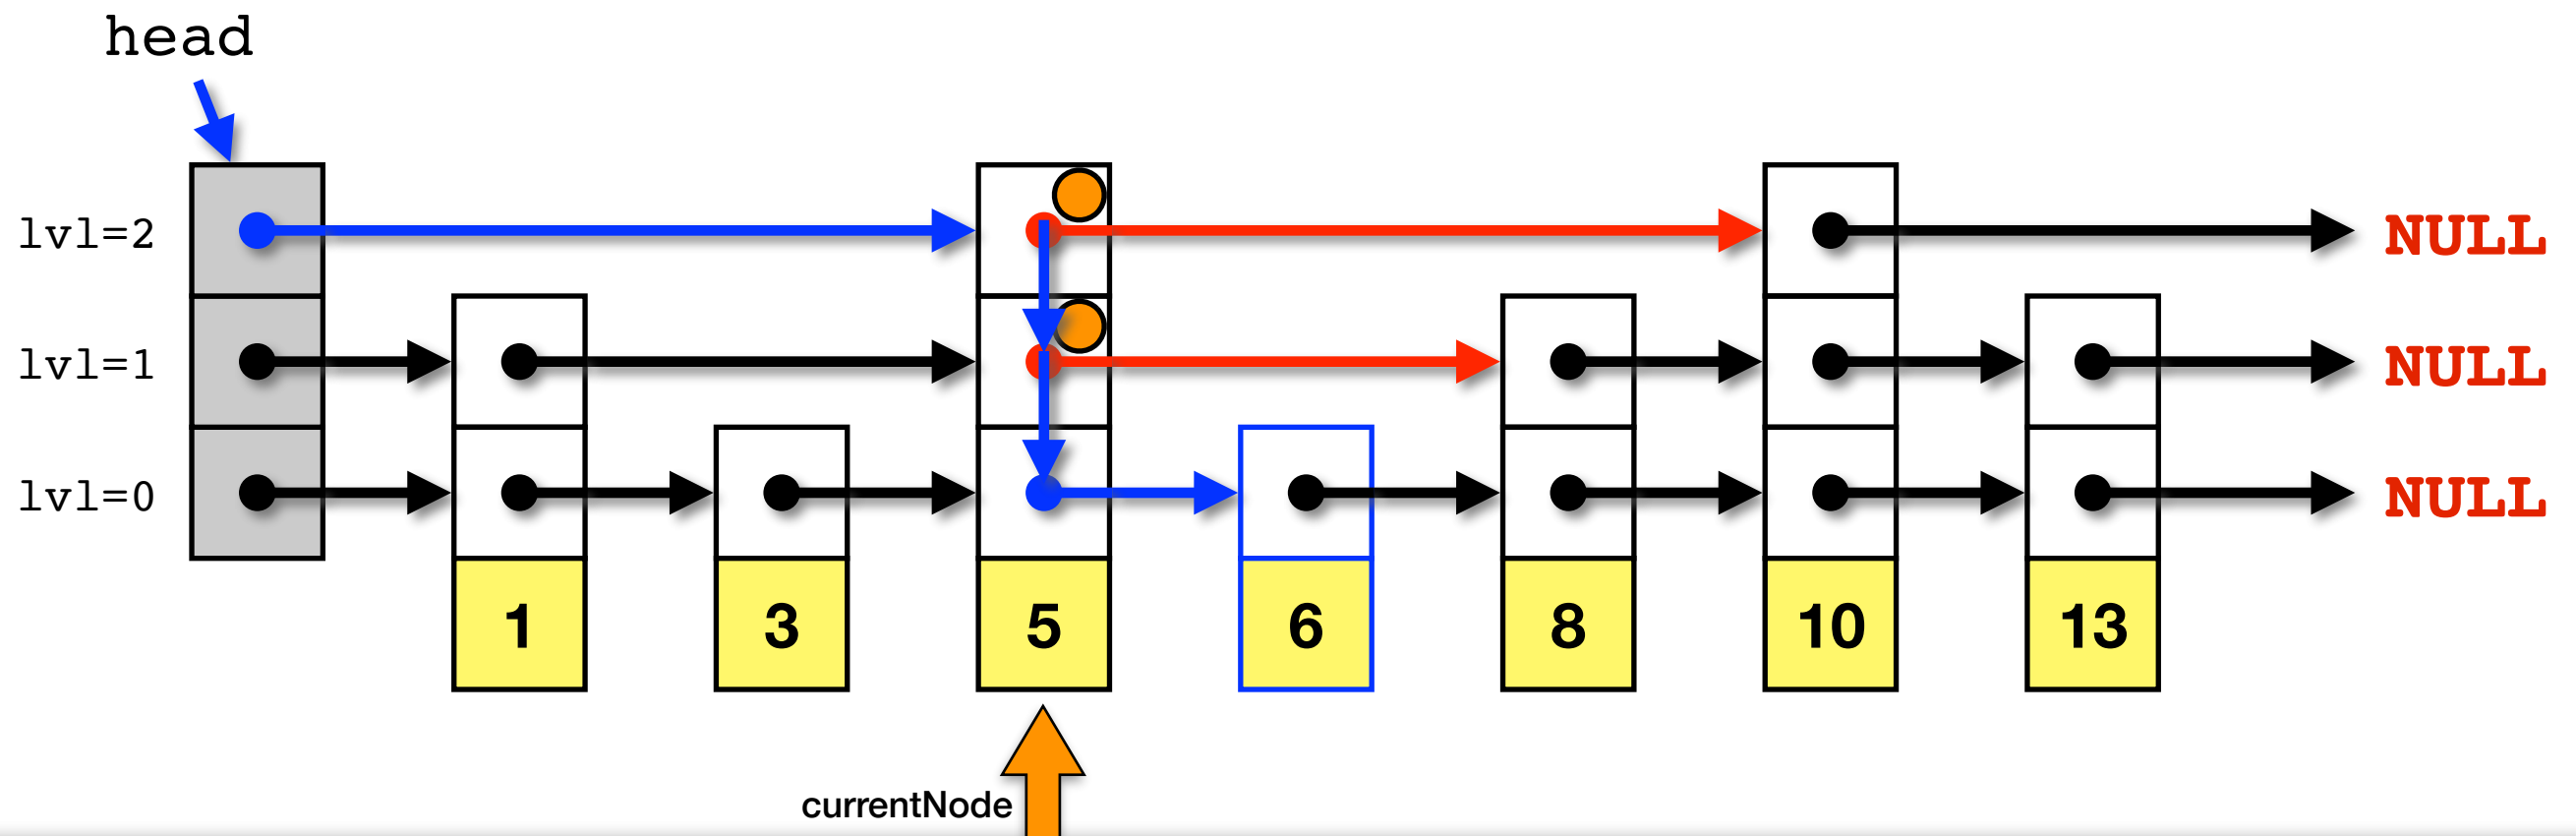 head
lvl=2 NULL
lvl=1 NULL
lvl=0 NULL
1 3 5 6 8 10 13
currentNode